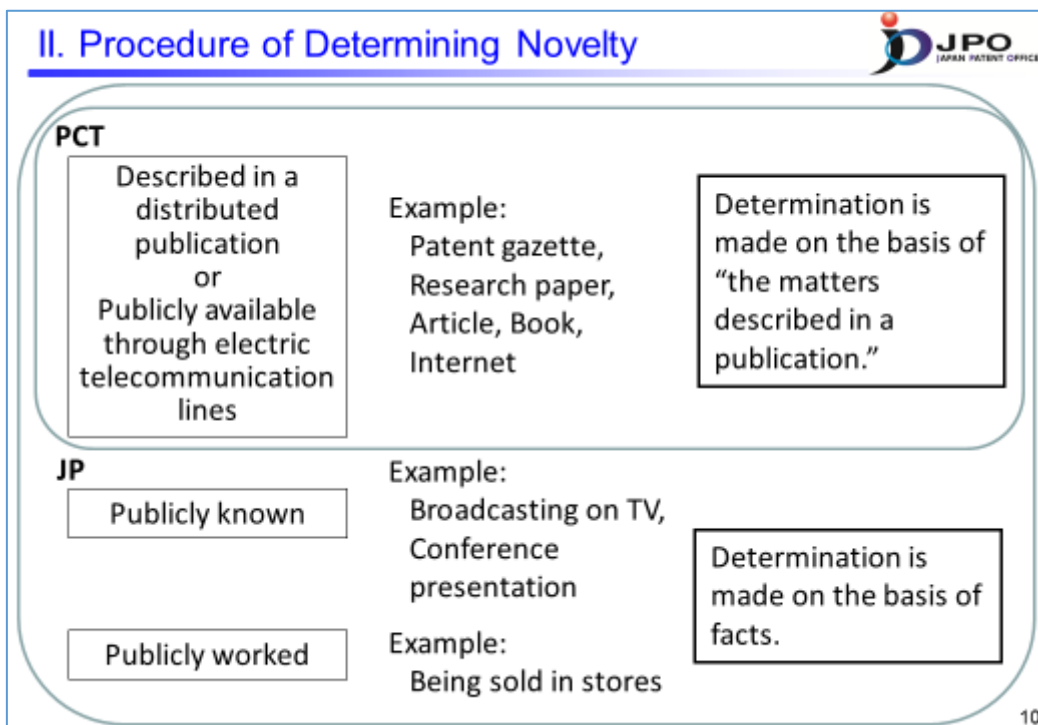 II. Procedure of Determining Novelty
JPO
JAPAN PATENT OFFICE
PCT
Described in a
distributed
publication
or
Publicly available
through electric
telecommunication
lines
Example:
Patent gazette,
Research paper,
Article, Book,
Internet
Determination is
made on the basis of
“the matters
described in a
publication.”
JP
Publicly known
Example:
Broadcasting on TV,
Conference
presentation
Publicly worked
Example:
Being sold in stores
Determination is
made on the basis of
facts.
10